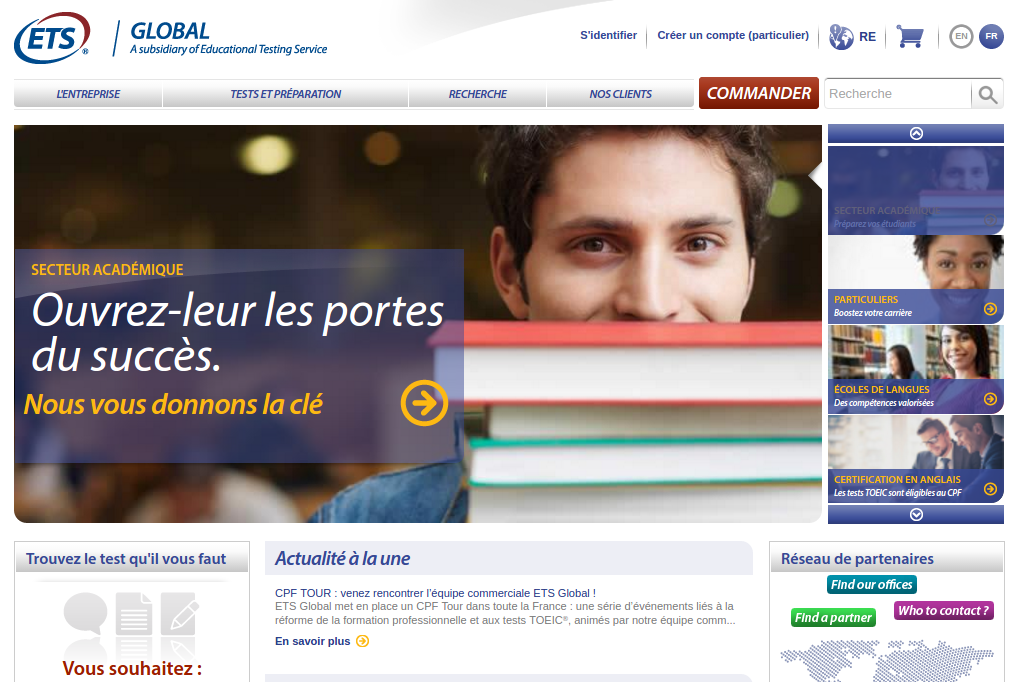 ETS®
GLOBAL
A subsidiary of Educational Testing Service
S'identifier
Créer un compte (particulier)
RE
EN
FR
L'ENTREPRISE
TESTS ET PRÉPARATION
RECHERCHE
NOS CLIENTS
COMMANDER
Recherche
SECTEUR ACADÉMIQUE
Ouvrez-leur les portes
du succès.
Nous vous donnons la clé
SECTEUR ACADÉMIQUE
Préparez vos étudiants
PARTICULIERS
Boostez votre carrière
ÉCOLES DE LANGUES
Des compétences valorisées
CERTIFICATION EN ANGLAIS
Les tests TOEIC sont éligibles au CPF
Trouvez le test qu'il vous faut
Vous souhaitez :
Actualité à la une
CPF TOUR : venez rencontrer l'équipe commerciale ETS Global !
ETS Global met en place un CPF Tour dans toute la France : une série d'événements liés à la
réforme de la formation professionnelle et aux tests TOEIC®, animés par notre équipe comm...
En savoir plus
Réseau de partenaires
Find our offices
Find a partner
Who to contact ?